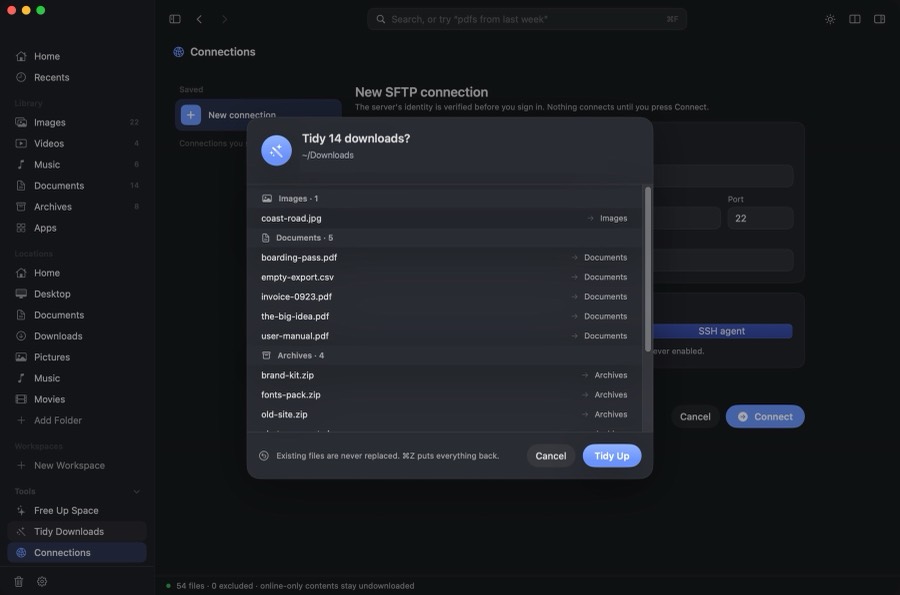 Search, or try "pdfs from last week"
⌘F
Home
Recents
Library
Images 22
Videos 4
Music 6
Documents 14
Archives 8
Apps
Locations
Home
Desktop
Documents
Downloads
Pictures
Music
Movies
Add Folder
Workspaces
New Workspace
Tools
Free Up Space
Tidy Downloads
Connections
Connections
Saved
New connection
Connections you
New SFTP connection
The server's identity is verified before you sign in. Nothing connects until you press Connect.
Port
22
SSH agent
ever enabled.
Cancel
Connect
Tidy 14 downloads?
~/Downloads
Images · 1
coast-road.jpg → Images
Documents · 5
boarding-pass.pdf → Documents
empty-export.csv → Documents
invoice-0923.pdf → Documents
the-big-idea.pdf → Documents
user-manual.pdf → Documents
Archives · 4
brand-kit.zip → Archives
fonts-pack.zip → Archives
old-site.zip → Archives
Existing files are never replaced. ⌘Z puts everything back.
Cancel
Tidy Up
54 files · 0 excluded · online-only contents stay undownloaded